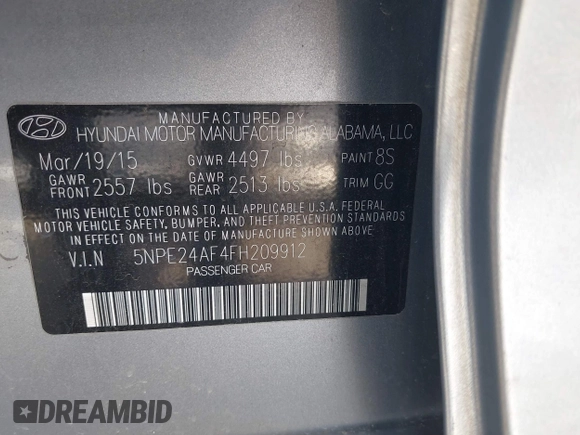 MANUFACTURED BY
HYUNDAI MOTOR MANUFACTURING ALABAMA, LLC
Mar/19/15 GVWR 4497 lbs PAINT 8S
GAWR FRONT 2557 lbs GAWR REAR 2513 lbs TRIM GG
THIS VEHICLE CONFORMS TO ALL APPLICABLE U.S.A. FEDERAL
MOTOR VEHICLE SAFETY, BUMPER, AND THEFT PREVENTION STANDARDS
IN EFFECT ON THE DATE OF MANUFACTURE SHOWN ABOVE.
V.I.N 5NPE24AF4FH209912
PASSENGER CAR
DREAMBID